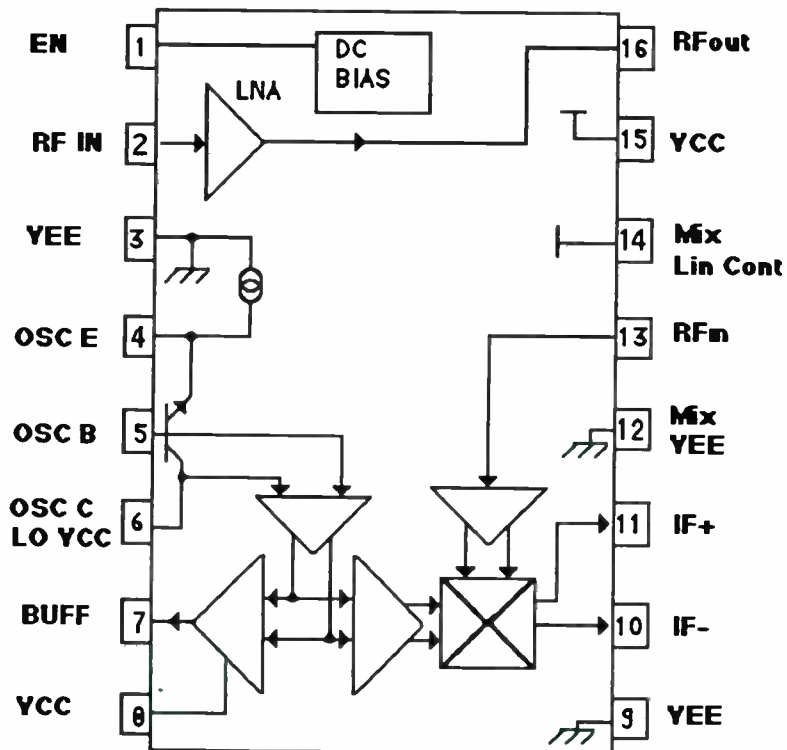 EN
1
DC
BIAS
16
RFout
LNA
RF IN
2
15
YCC
YEE
3
14
Mix
Lin Cont
OSC E
4
13
RFin
OSC B
5
12
Mix
YEE
OSC C
LO YCC
6
11
IF+
BUFF
7
10
IF-
YCC
8
9
YEE